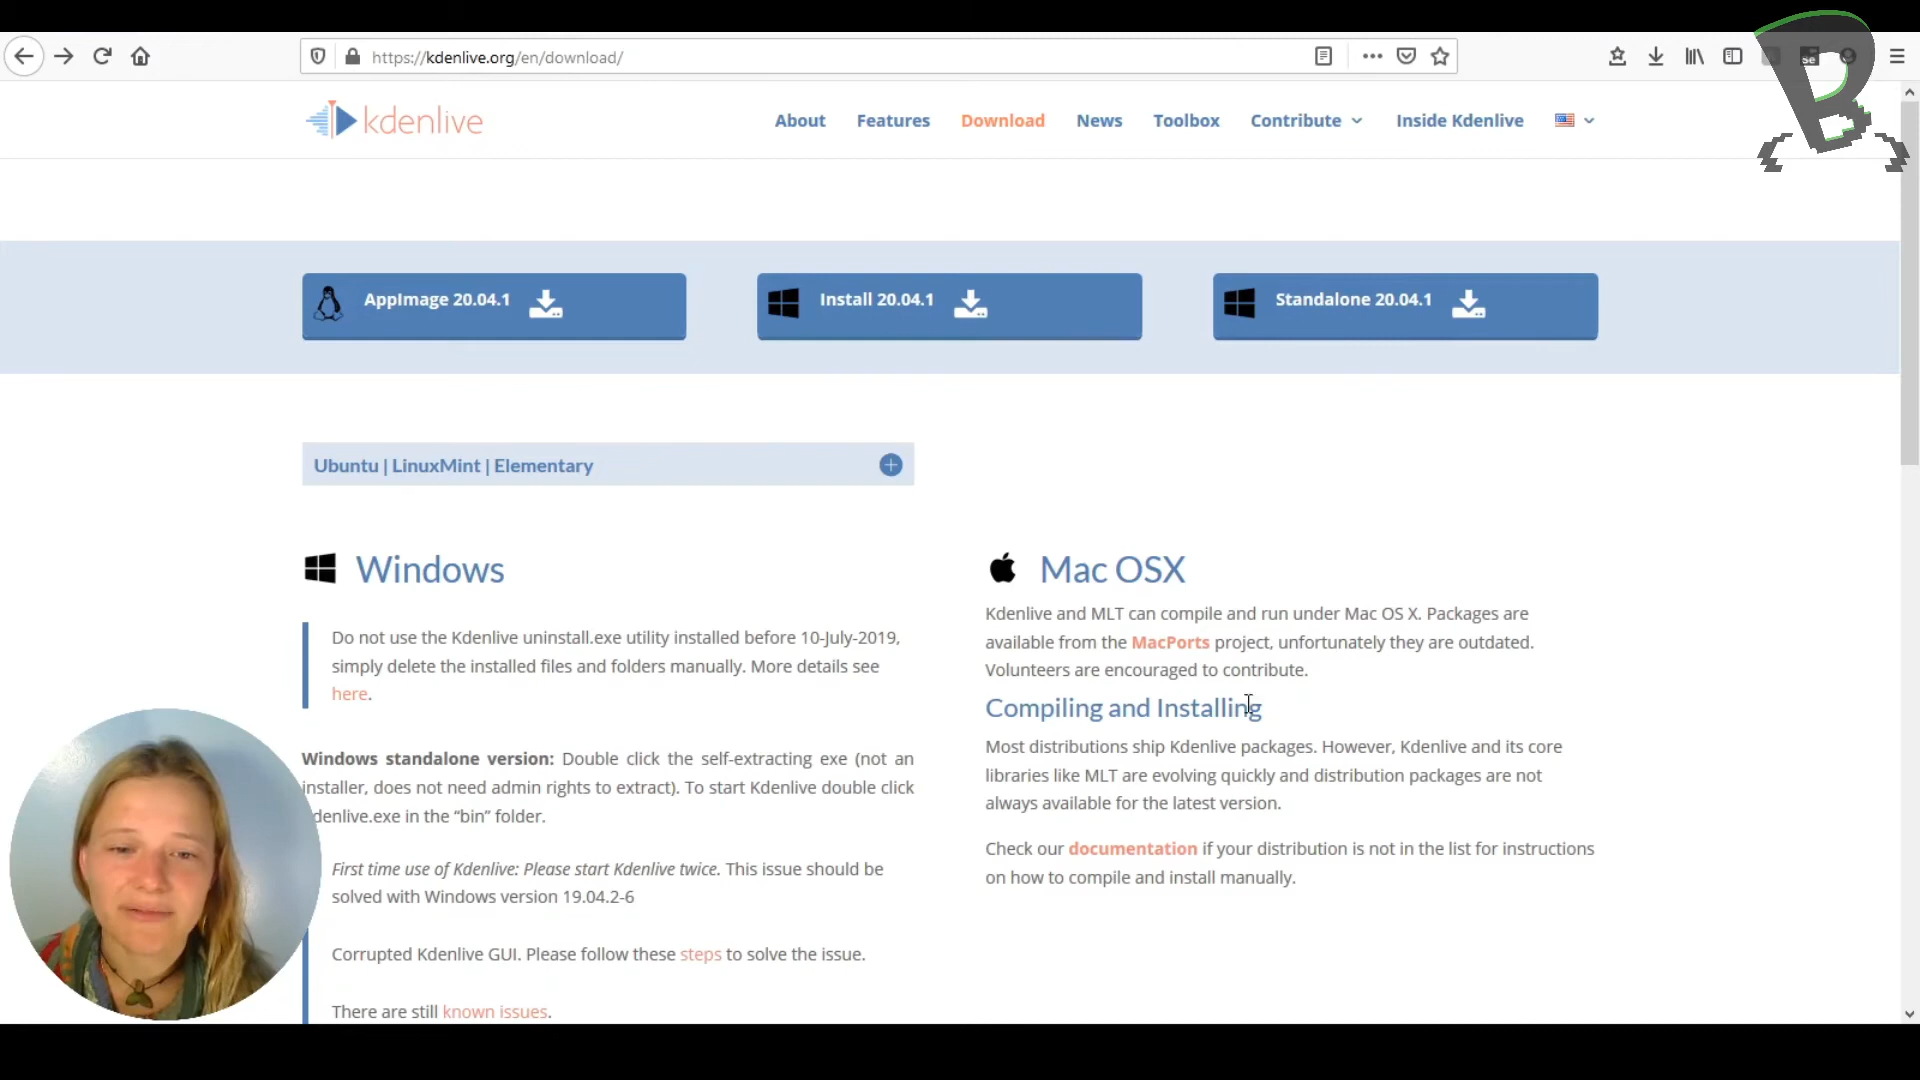 https://kdenlive.org/en/download/
kdenlive
About Features Download News Toolbox Contribute Inside Kdenlive
AppImage 20.04.1
Install 20.04.1
Standalone 20.04.1
Ubuntu | LinuxMint | Elementary
Windows
Do not use the Kdenlive uninstall.exe utility installed before 10-July-2019,
simply delete the installed files and folders manually. More details see
here.
Windows standalone version: Double click the self-extracting exe (not an
installer, does not need admin rights to extract). To start Kdenlive double click
denlive.exe in the “bin” folder.
First time use of Kdenlive: Please start Kdenlive twice. This issue should be
solved with Windows version 19.04.2-6
Corrupted Kdenlive GUI. Please follow these steps to solve the issue.
There are still known issues.
Mac OSX
Kdenlive and MLT can compile and run under Mac OS X. Packages are
available from the MacPorts project, unfortunately they are outdated.
Volunteers are encouraged to contribute.
Compiling and Installing
Most distributions ship Kdenlive packages. However, Kdenlive and its core
libraries like MLT are evolving quickly and distribution packages are not
always available for the latest version.
Check our documentation if your distribution is not in the list for instructions
on how to compile and install manually.